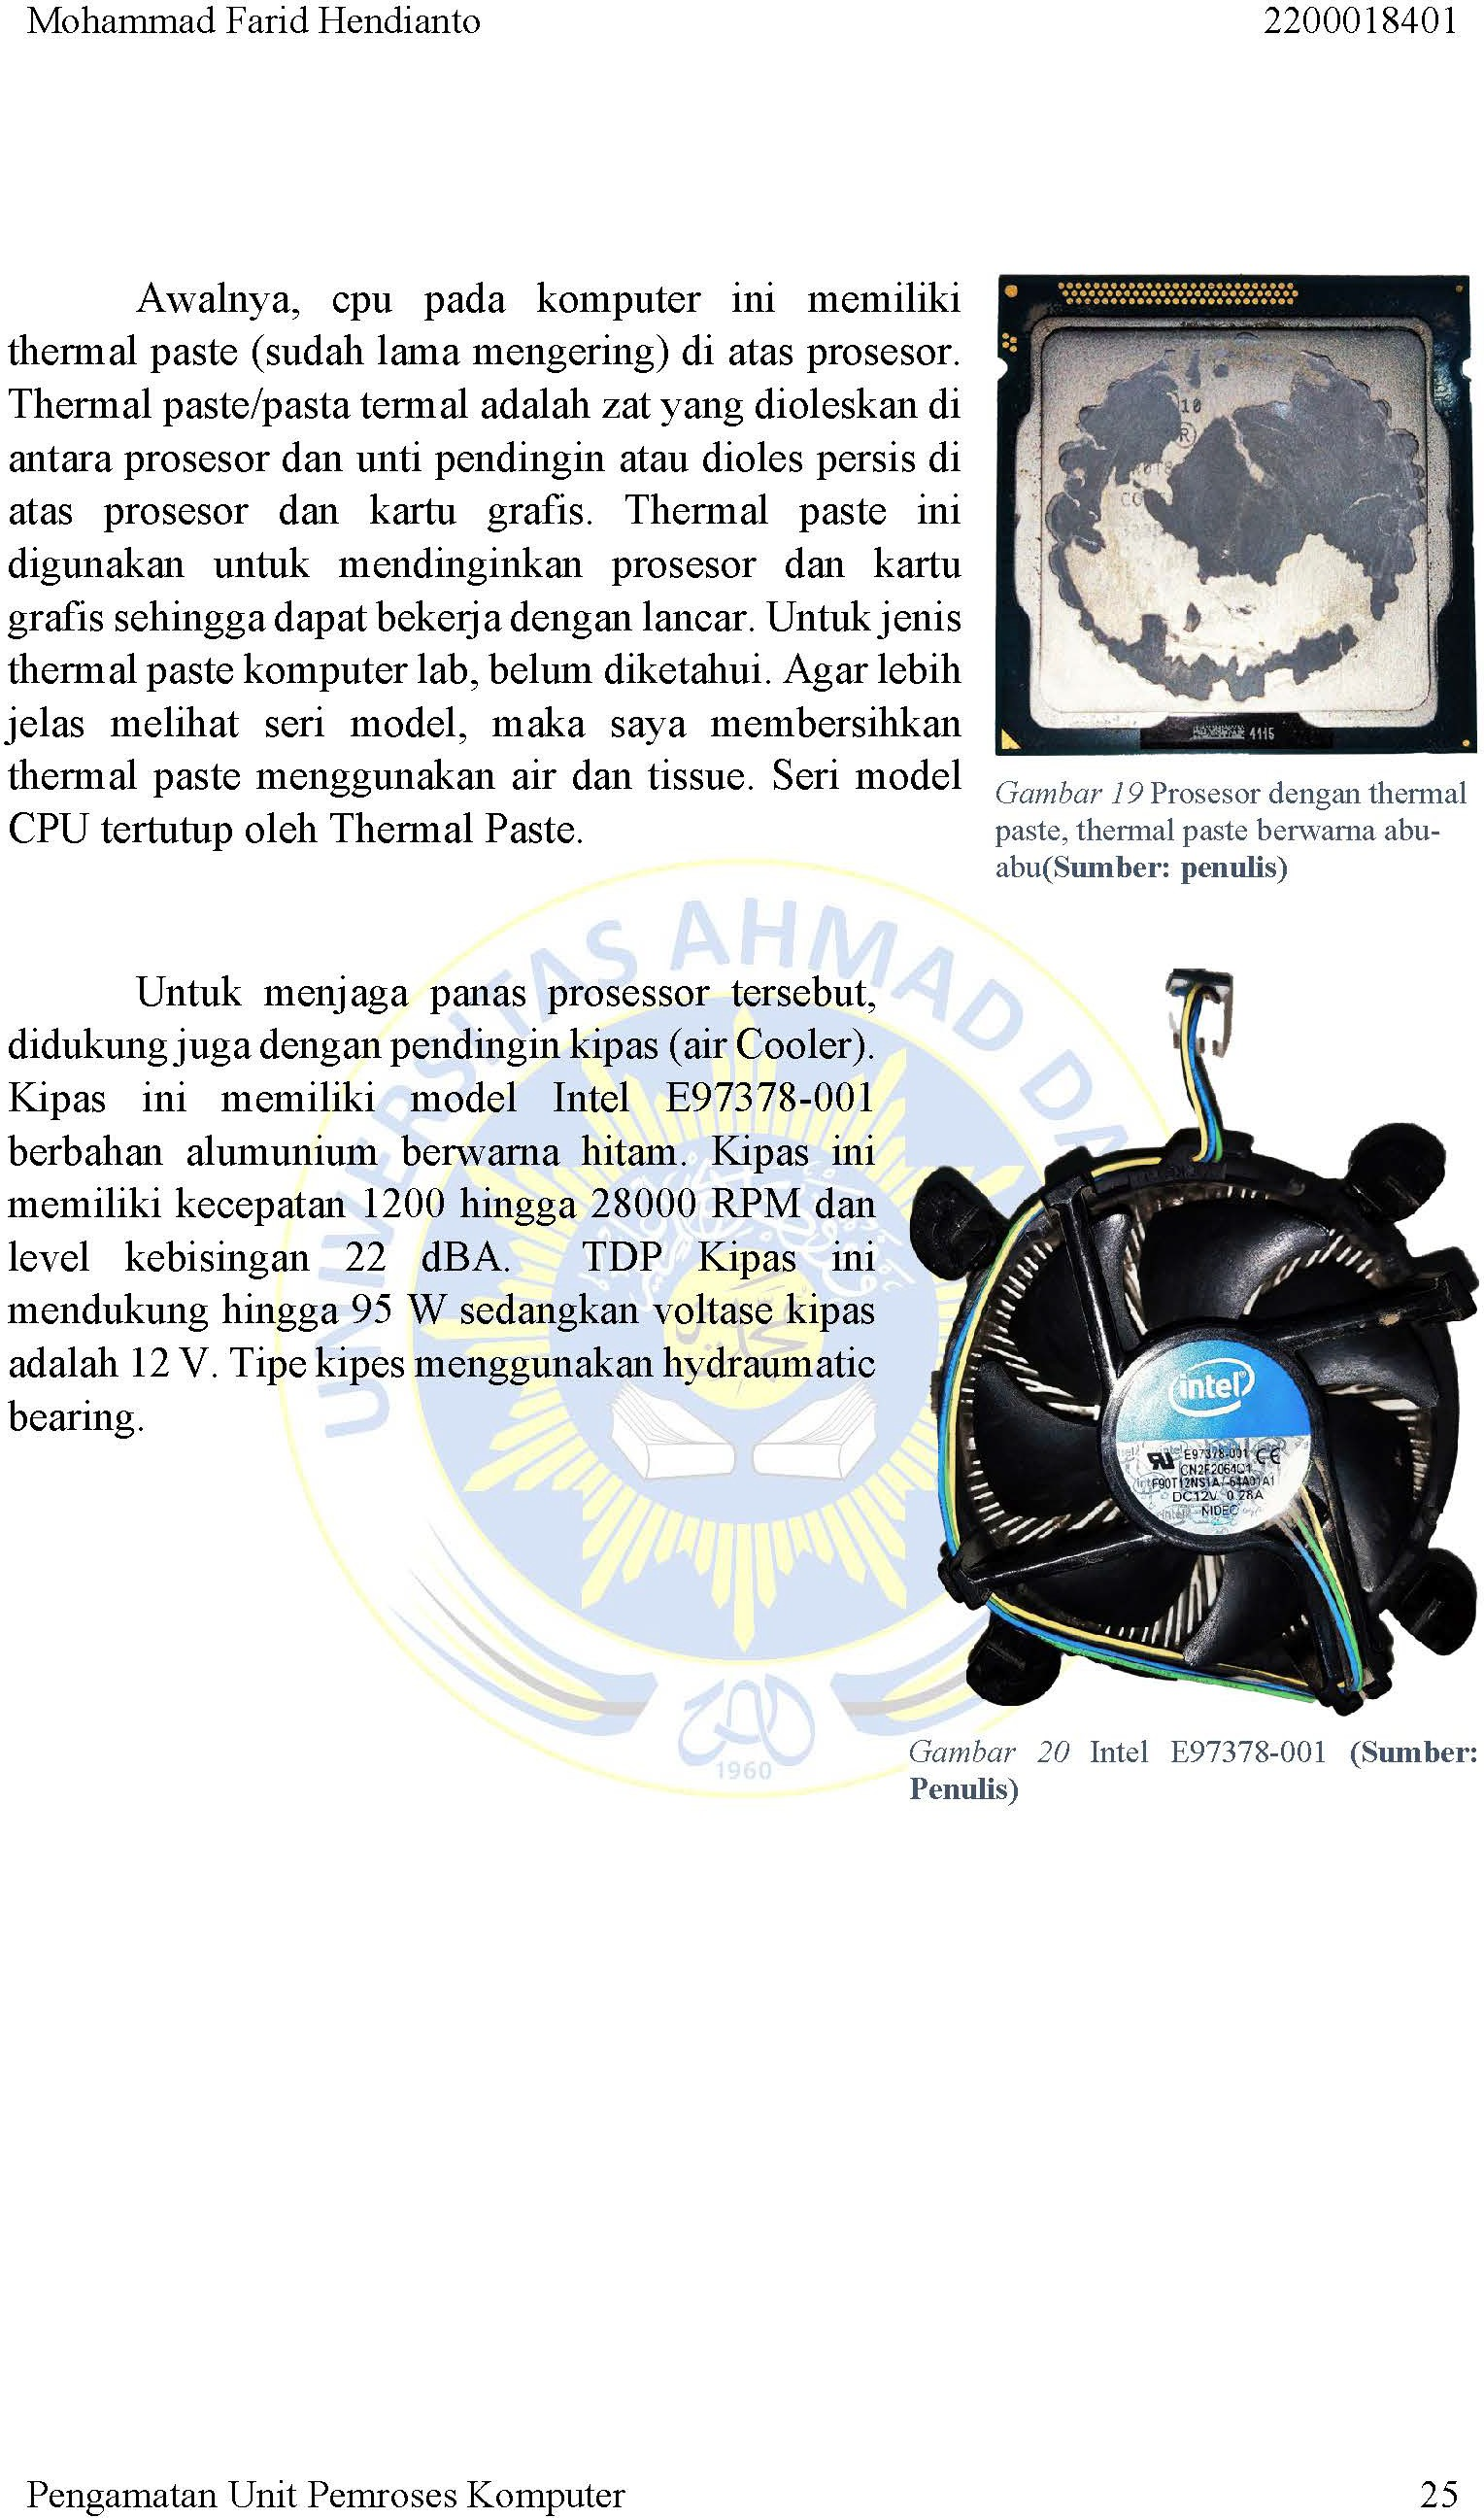 Mohammad Farid Hendianto 2200018401
Awalnya, cpu pada komputer ini memiliki
thermal paste (sudah lama mengering) di atas prosesor.
Thermal paste/pasta termal adalah zat yang dioleskan di
antara prosesor dan unti pendingin atau dioles persis di
atas prosesor dan kartu grafis. Thermal paste ini
digunakan untuk mendinginkan prosesor dan kartu
grafis sehingga dapat bekerja dengan lancar. Untuk jenis
thermal paste komputer lab, belum diketahui. Agar lebih
jelas melihat seri model, maka saya membersihkan
thermal paste menggunakan air dan tissue. Seri model
CPU tertutup oleh Thermal Paste.
4115
Gambar 19 Prosesor dengan thermal
paste, thermal paste berwarna abu-
abu(Sumber: penulis)
Untuk menjaga panas prosessor tersebut,
didukung juga dengan pendingin kipas (air Cooler).
Kipas ini memiliki model Intel E97378-001
berbahan alumunium berwarna hitam. Kipas ini
memiliki kecepatan 1200 hingga 28000 RPM dan
level kebisingan 22 dBA. TDP Kipas ini
mendukung hingga 95 W sedangkan voltase kipas
adalah 12 V. Tipe kipes menggunakan hydraumatic
bearing.
intel
E97378-001
DC12V 0.28A
NIDEC
Gambar 20 Intel E97378-001 (Sumber:
Penulis)
UNIVERSITAS AHMAD DA
1960
Pengamatan Unit Pemroses Komputer 25